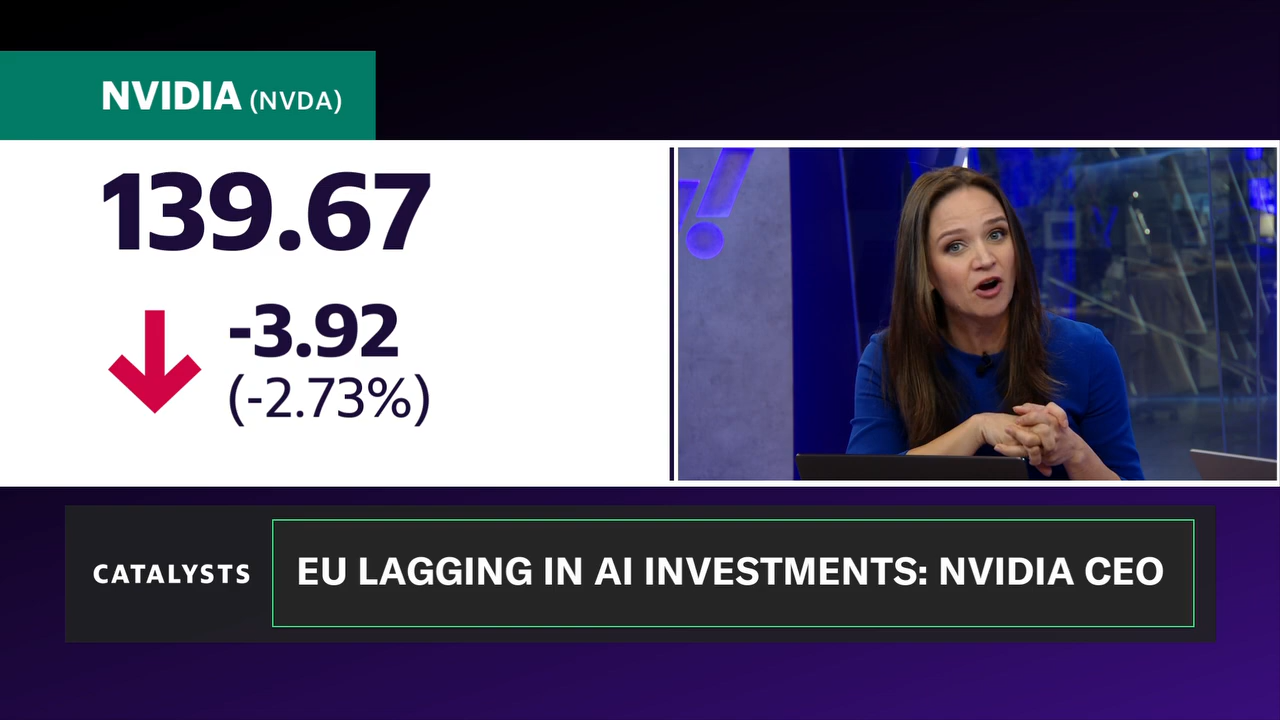 NVIDIA (NVDA)
139.67
-3.92
(-2.73%)
CATALYSTS
EU LAGGING IN AI INVESTMENTS: NVIDIA CEO